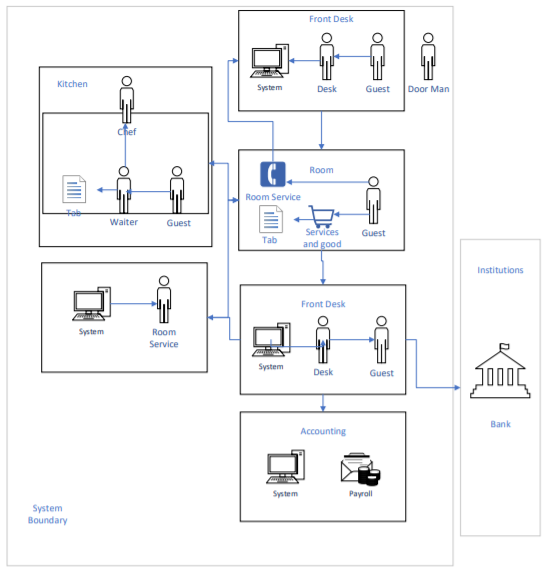 Front Desk
System
Desk
Guest
Door Man
Kitchen
Chef
Tab
Waiter
Guest
Room
Room Service
Tab
Services
and good
Guest
System
Room
Service
Front Desk
System
Desk
Guest
Institutions
Bank
Accounting
System
Payroll
System
Boundary